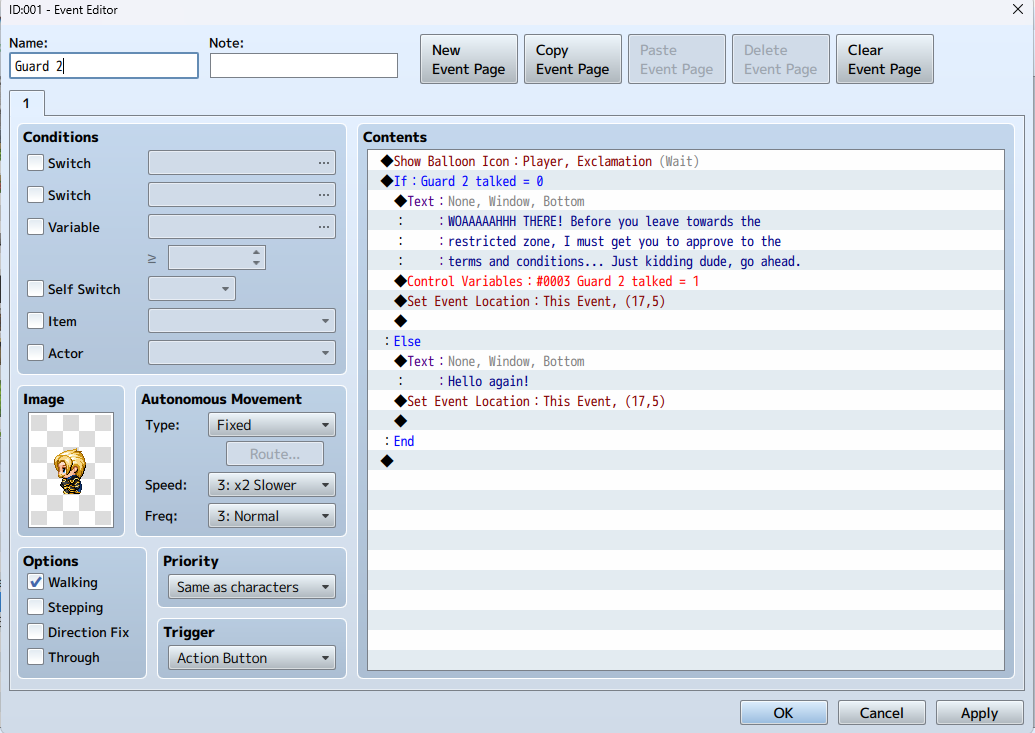 ID:001 - Event Editor
Name:
Note:
Guard 2
New
Event Page
Copy
Event Page
Paste
Event Page
Delete
Event Page
Clear
Event Page
1
Conditions
Switch
...
Switch
...
Variable
...
≥
Self Switch
Item
Actor
Image
Autonomous Movement
Type:
Fixed
Route...
Speed:
3: x2 Slower
Freq:
3: Normal
Options
Walking
Stepping
Direction Fix
Through
Priority
Same as characters
Trigger
Action Button
Contents
◆Show Balloon Icon：Player, Exclamation (Wait)
◆If：Guard 2 talked = 0
◆Text：None, Window, Bottom
：　：WOAAAAAHHH THERE! Before you leave towards the
：　：restricted zone, I must get you to approve to the
：　：terms and conditions... Just kidding dude, go ahead.
◆Control Variables：#0003 Guard 2 talked = 1
◆Set Event Location：This Event, (17,5)
◆
：Else
◆Text：None, Window, Bottom
：　：Hello again!
◆Set Event Location：This Event, (17,5)
◆
：End
◆
OK
Cancel
Apply